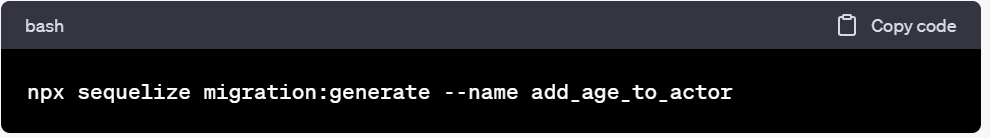 bash
Copy code
npx sequelize migration:generate --name add_age_to_actor